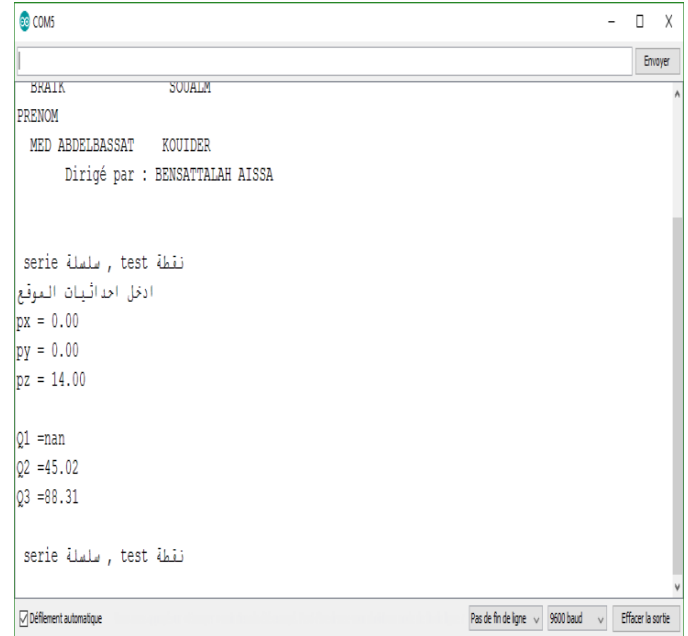 COM5
Envoyer
BRAIK SOUALM
PRENOM
MED ABDELBASSAT KOUIDER
Dirigé par : BENSATTALAH AISSA
serie سلسلة , test نقطة
ادخل احداثيات الموقع
px = 0.00
py = 0.00
pz = 14.00
Q1 =nan
Q2 =45.02
Q3 =88.31
serie سلسلة , test نقطة
Défilement automatique
Pas de fin de ligne
9600 baud
Effacer la sortie